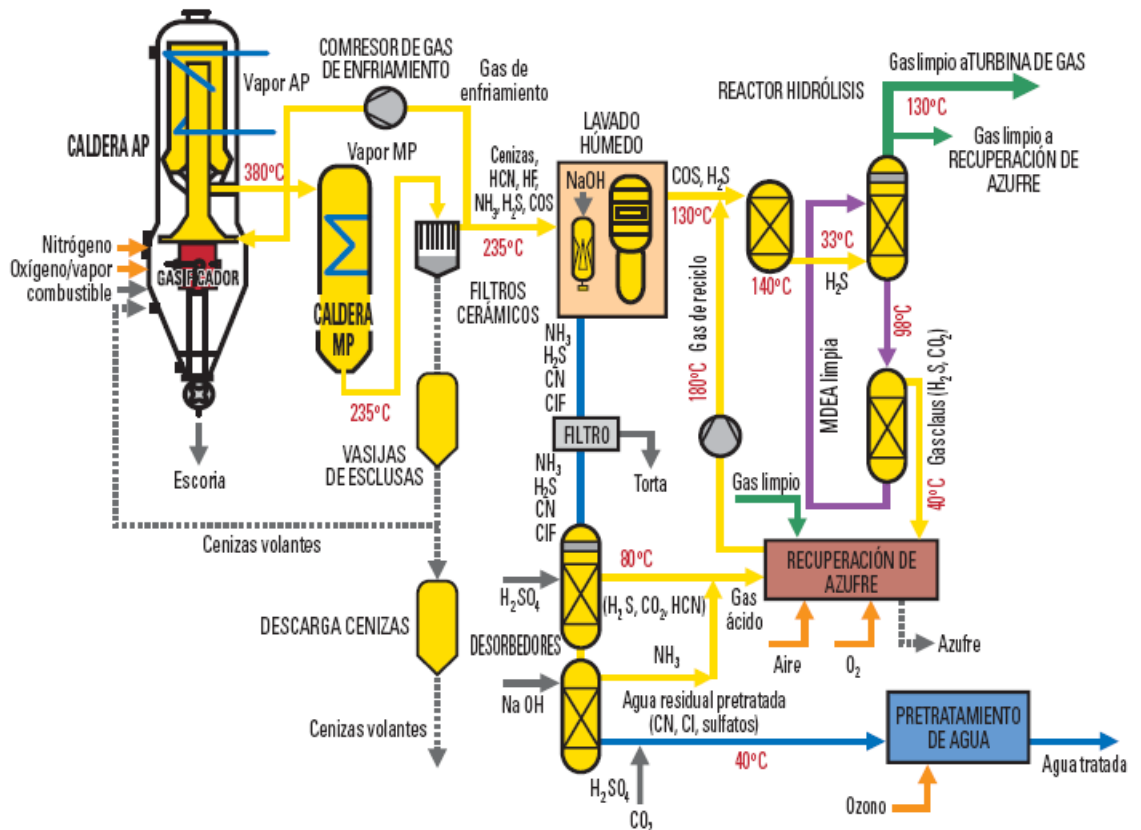 COMRESOR DE GAS
DE ENFRIAMIENTO
Vapor AP
CALDERA AP
Gas de
enfriamiento
Vapor MP
380ºC
Nitrógeno
Oxígeno/vapor
combustible
GASIFICADOR
CALDERA
MP
235ºC
Escoria
Cenizas,
HCN, HF,
NH₃, H₂S, COS
235ºC
FILTROS
CERÁMICOS
VASIJAS
DE ESCLUSAS
Cenizas volantes
DESCARGA CENIZAS
Cenizas volantes
LAVADO
HÚMEDO
NaOH
COS, H₂S
130ºC
REACTOR HIDRÓLISIS
140ºC
33ºC
H₂S
Gas limpio aTURBINA DE GAS
130ºC
Gas limpio a
RECUPERACIÓN DE
AZUFRE
98ºC
MDEA limpia
40ºC Gas claus (H₂S, CO₂)
180ºC Gas de reciclo
NH₃
H₂S
CN
CIF
FILTRO
Torta
NH₃
H₂S
CN
CIF
Gas limpio
RECUPERACIÓN DE
AZUFRE
80ºC
H₂SO₄
(H₂S, CO₂, HCN)
Gas
ácido
Aire
O₂
Azufre
DESORBEDORES
NH₃
Na OH
Agua residual pretratada
(CN, Cl, sulfatos)
40ºC
H₂SO₄
CO₂
PRETRATAMIENTO
DE AGUA
Agua tratada
Ozono